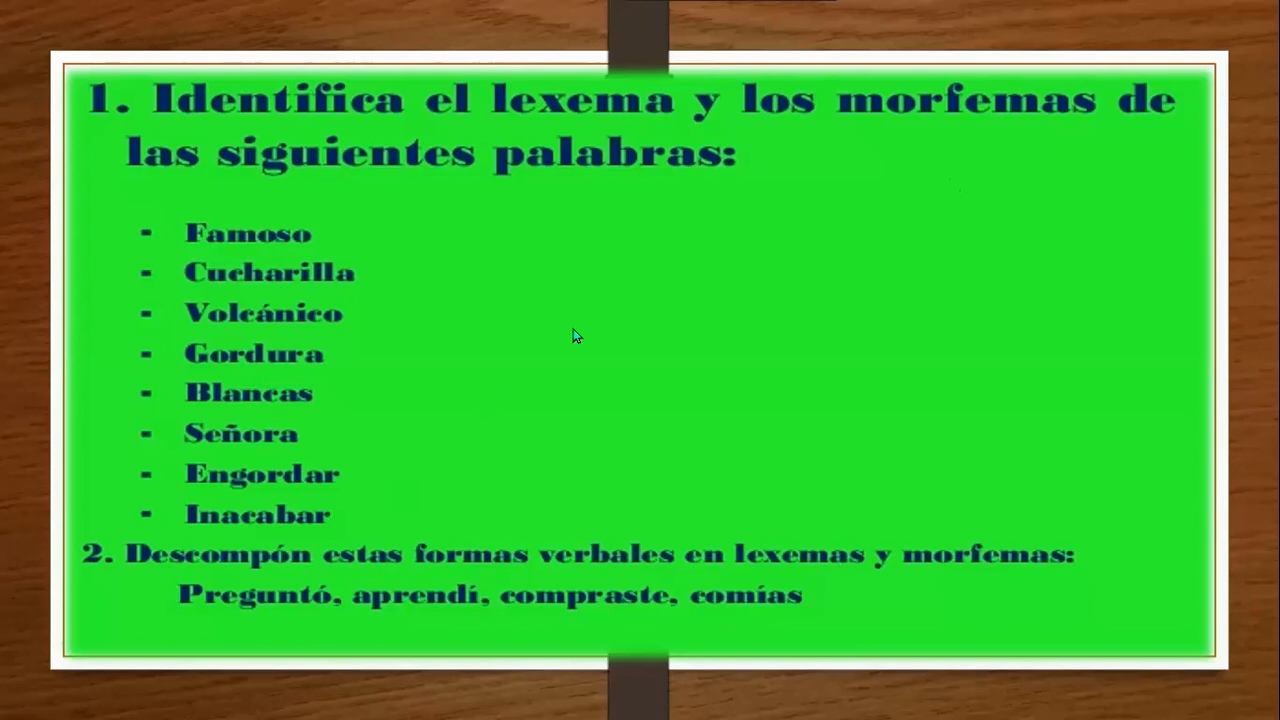 1. Identifica el lexema y los morfemas de
las siguientes palabras:
- Famoso
- Cucharilla
- Volcánico
- Gordura
- Blancas
- Señora
- Engordar
- Inacabar
2. Descompón estas formas verbales en lexemas y morfemas:
Preguntó, aprendí, compraste, comías